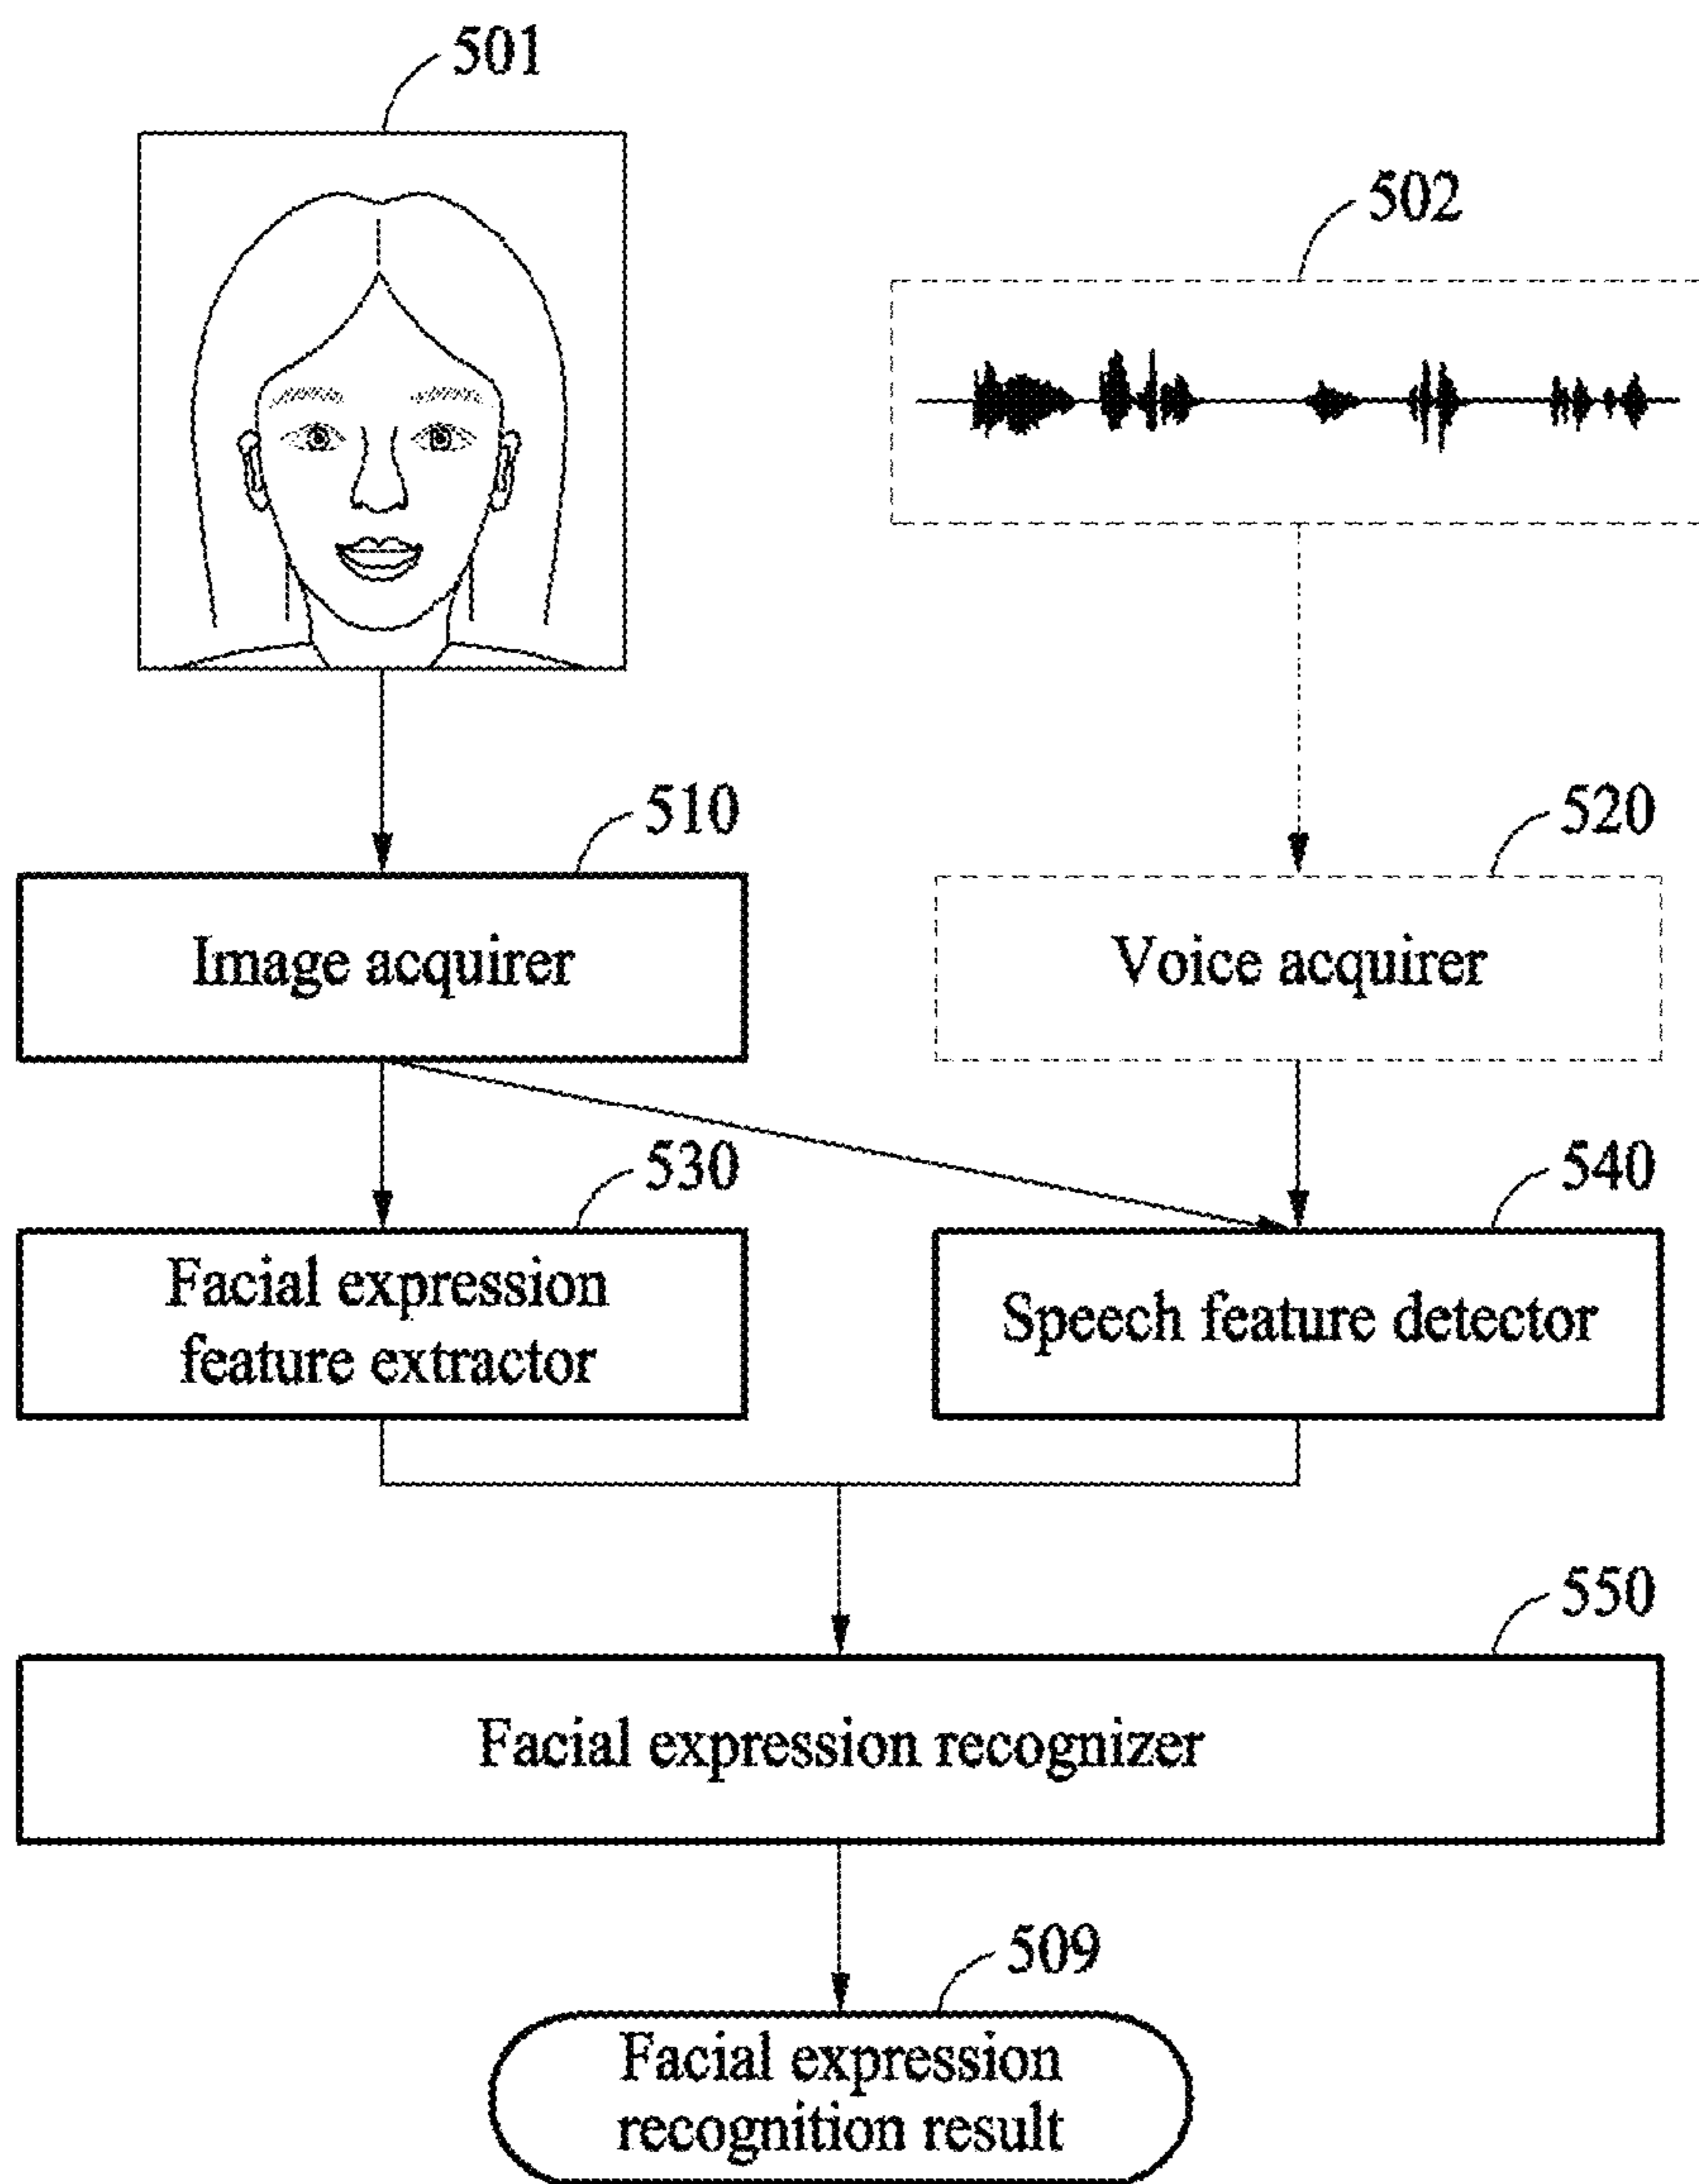 501
502
510
520
Image acquirer
Voice acquirer
530
540
Facial expression
feature extractor
Speech feature detector
550
Facial expression recognizer
509
Facial expression
recognition result